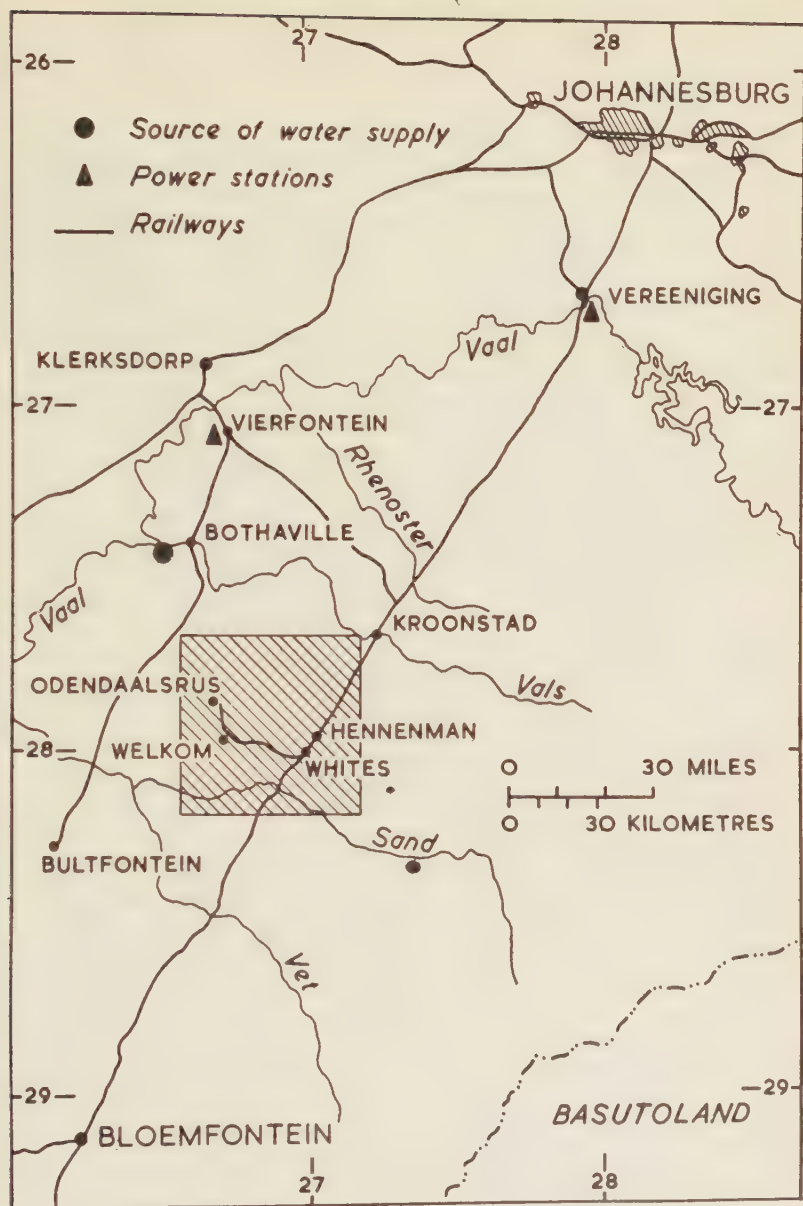 27 28
26
JOHANNESBURG
Source of water supply
Power stations
Railways
VEREENIGING
KLERKSDORP
Vaal
27 27
VIERFONTEIN
Rhenoster
BOTHAVILLE
Vaal
KROONSTAD
ODENDAALSRUS
Vals
HENNENMAN
28
WELKOM
WHITES
0 30 MILES
0 30 KILOMETRES
Sand
BULTFONTEIN
Vet
29 29
BASUTOLAND
BLOEMFONTEIN
27 28